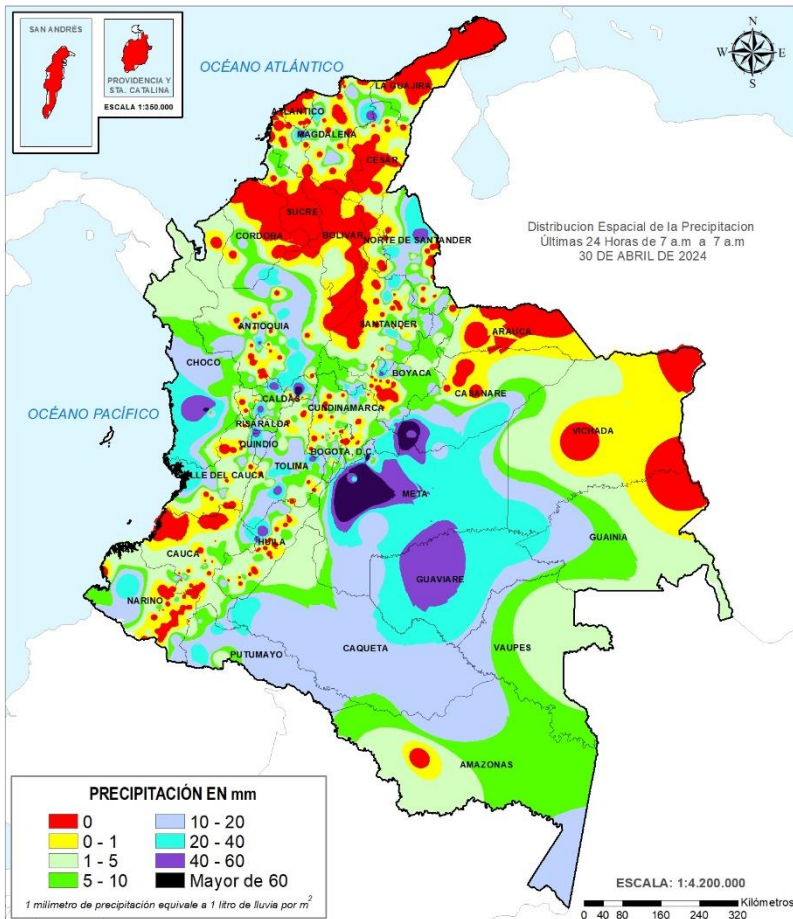 SAN ANDRÉS
PROVIDENCIA Y
STA. CATALINA
ESCALA 1:350.000
OCÉANO ATLÁNTICO
N
W
E
S
LA GUAJIRA
ATLANTICO
MAGDALENA
CESAR
SUCRE
CORDOBA
BOLIVAR
NORTE DE SANTANDER
Distribucion Espacial de la Precipitacion
Últimas 24 Horas de 7 a.m a 7 a.m
30 DE ABRIL DE 2024
ANTIOQUIA
SANTANDER
ARAUCA
CHOCO
BOYACA
CASANARE
CALDAS
CUNDINAMARCA
OCÉANO PACÍFICO
RISARALDA
VICHADA
QUINDIO
BOGOTA, D.C.
TOLIMA
VALLE DEL CAUCA
META
GUAINIA
HUILA
CAUCA
GUAVIARE
NARIÑO
PUTUMAYO
CAQUETA
VAUPES
AMAZONAS
PRECIPITACIÓN EN mm
0
10 - 20
0 - 1
20 - 40
1 - 5
40 - 60
5 - 10
Mayor de 60
1 milimetro de precipitación equivale a 1 litro de lluvia por m²
ESCALA: 1:4.200.000
Kilómetros
0 40 80 160 240 320